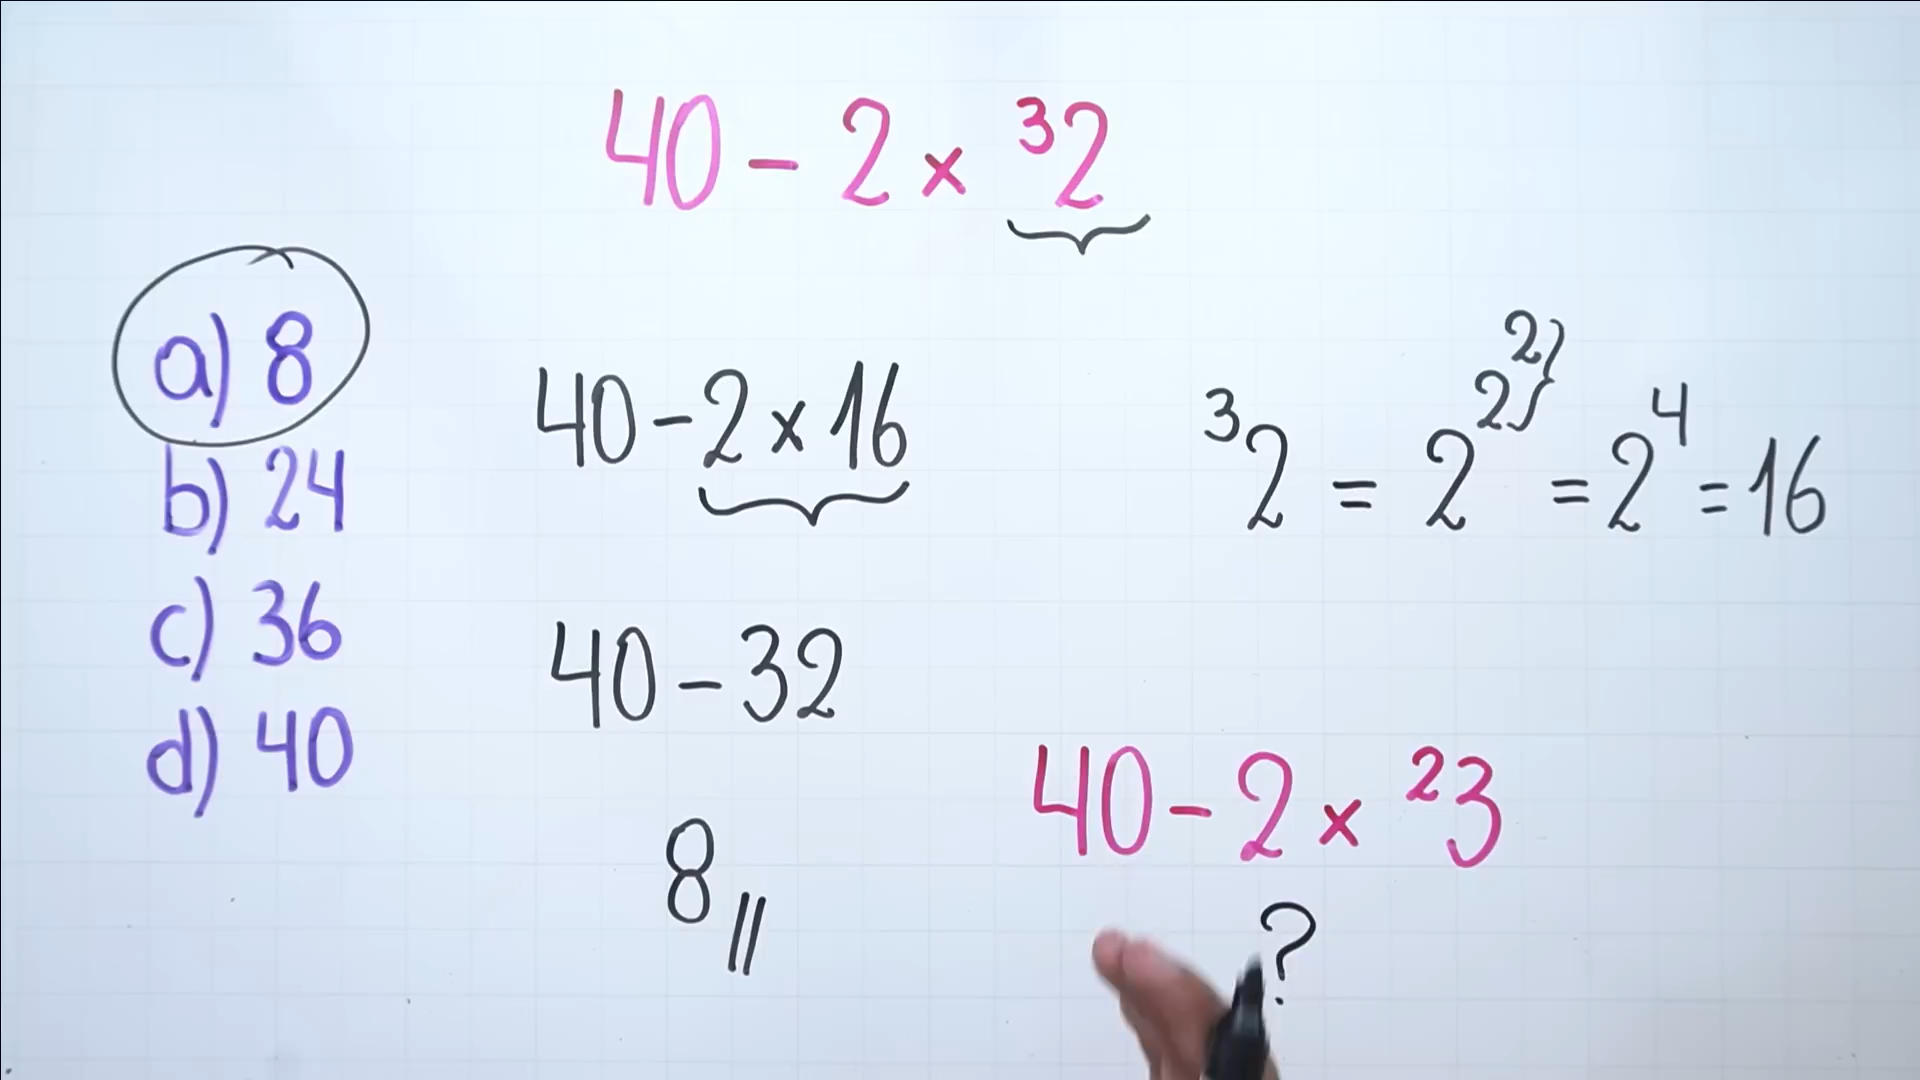 40 - 2 × ³2
a) 8
b) 24
c) 36
d) 40
40 - 2 × 16
40 - 32
8 //
³2 = 2^2^2 = 2⁴ = 16
40 - 2 × ²3
?